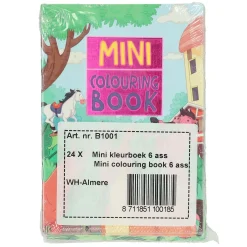 MINI
COLOURING
BOOK
Art. nr. B1001
24 X Mini kleurboek 6 ass
Mini colouring book 6 ass.
WH-Almere
8 711851 100185